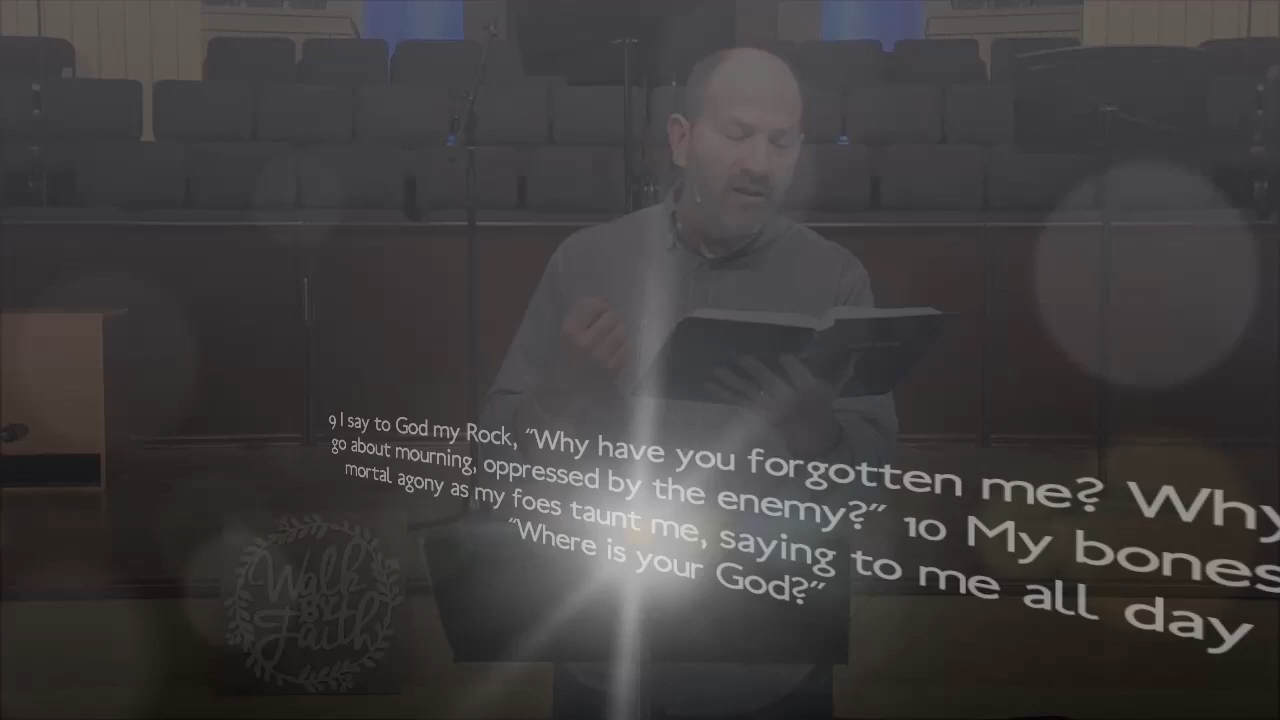 9 I say to God my Rock, “Why have you forgotten me? Why
go about mourning, oppressed by the enemy?” 10 My bones
mortal agony as my foes taunt me, saying to me all day
“Where is your God?”
Walk
BY
Faith